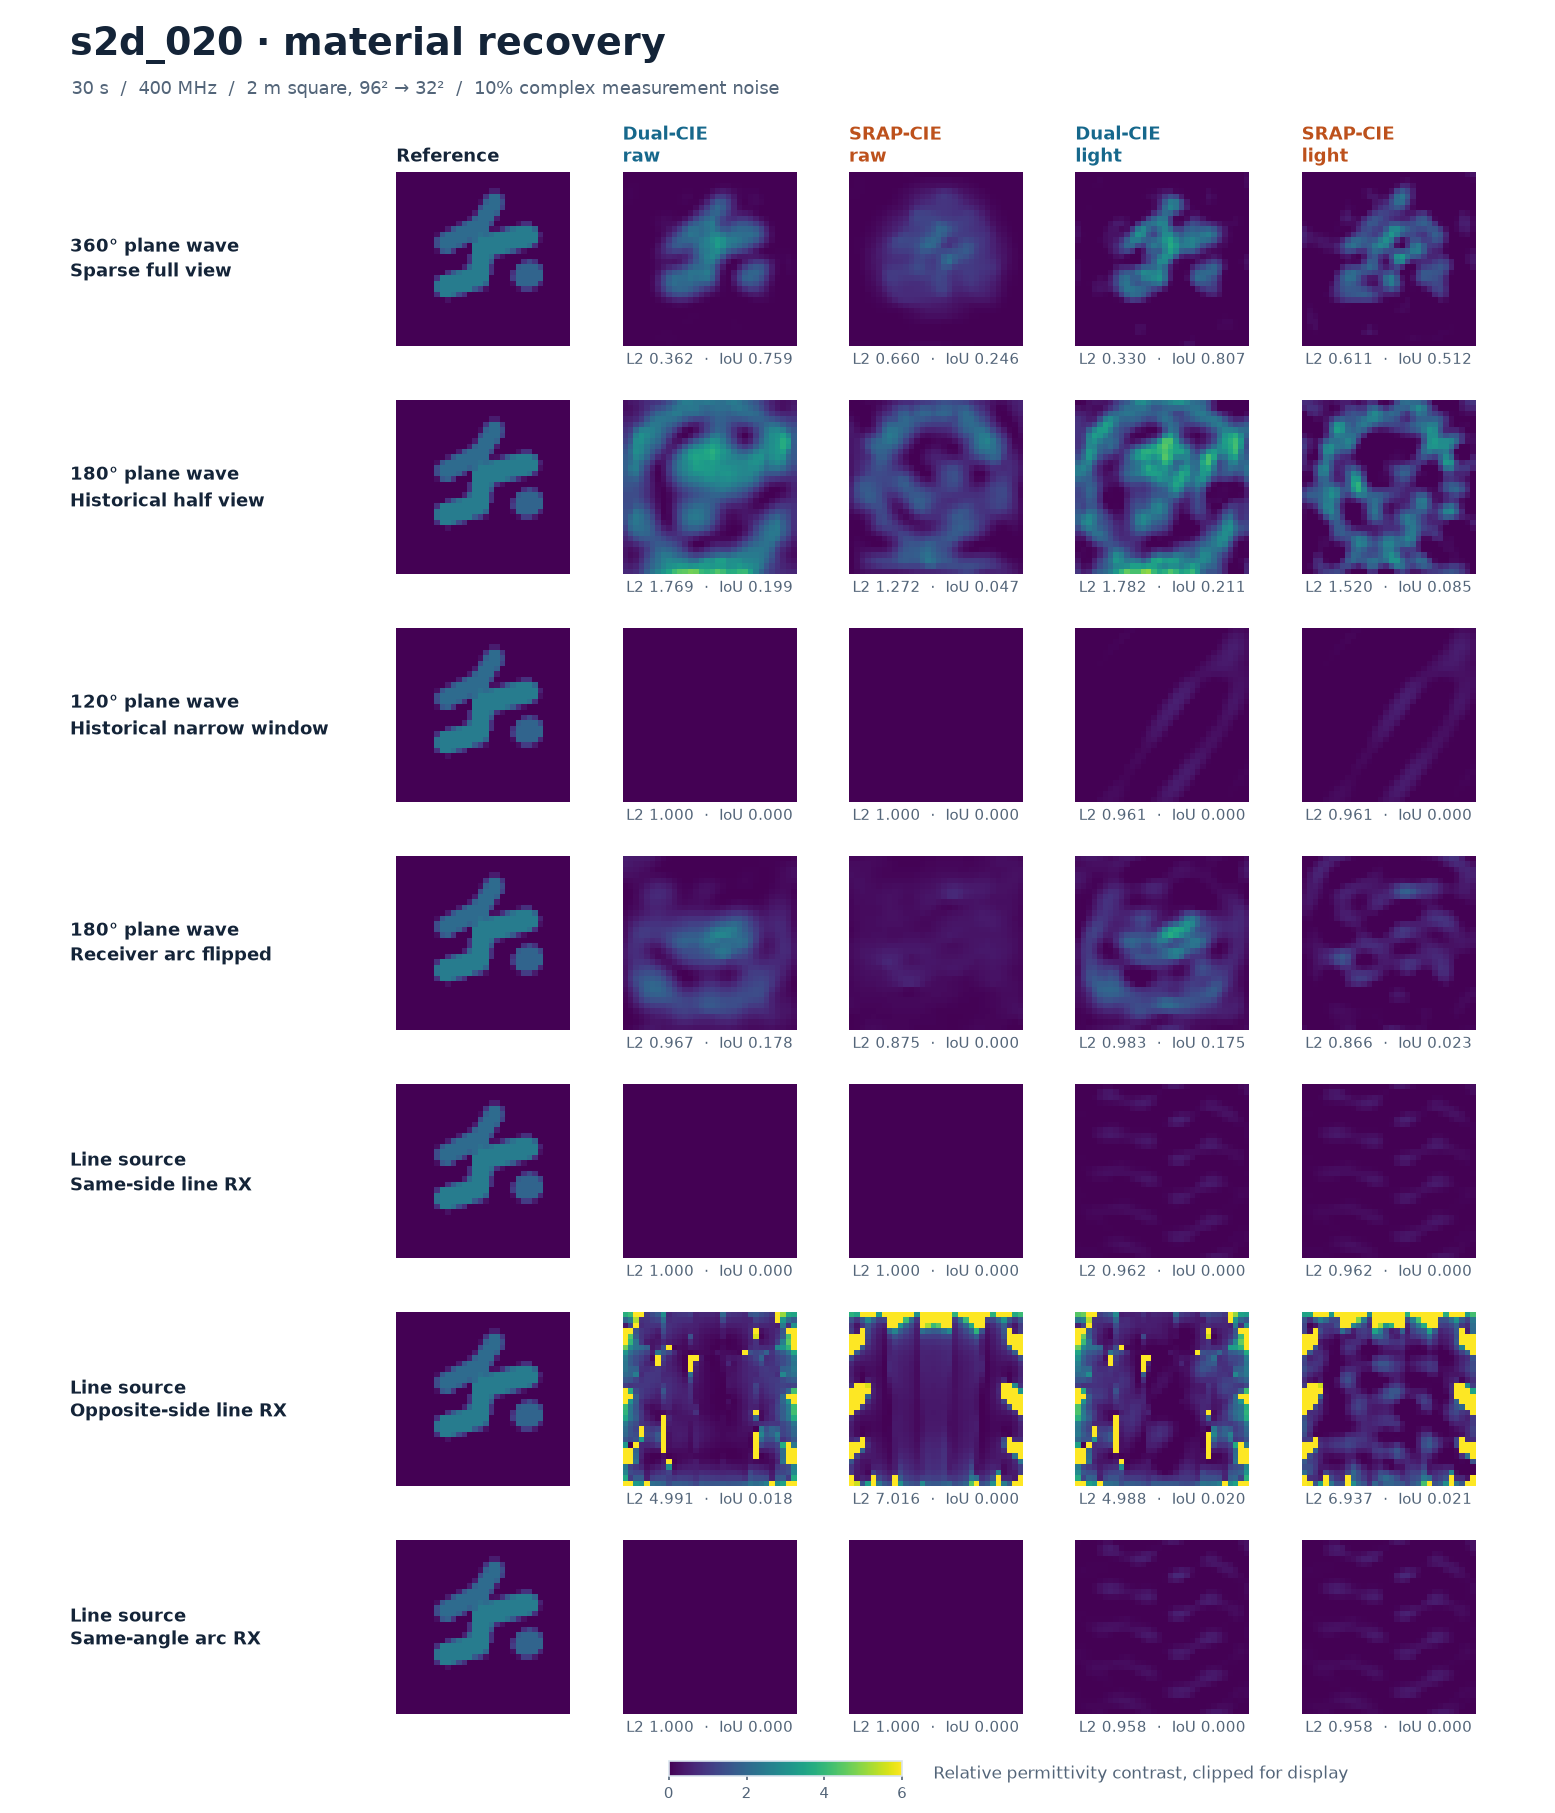 s2d_020 · material recovery
30 s / 400 MHz / 2 m square, 96² → 32² / 10% complex measurement noise
Reference
Dual-CIE
raw
SRAP-CIE
raw
Dual-CIE
light
SRAP-CIE
light
360° plane wave
Sparse full view
L2 0.362 · IoU 0.759
L2 0.660 · IoU 0.246
L2 0.330 · IoU 0.807
L2 0.611 · IoU 0.512
180° plane wave
Historical half view
L2 1.769 · IoU 0.199
L2 1.272 · IoU 0.047
L2 1.782 · IoU 0.211
L2 1.520 · IoU 0.085
120° plane wave
Historical narrow window
L2 1.000 · IoU 0.000
L2 1.000 · IoU 0.000
L2 0.961 · IoU 0.000
L2 0.961 · IoU 0.000
180° plane wave
Receiver arc flipped
L2 0.967 · IoU 0.178
L2 0.875 · IoU 0.000
L2 0.983 · IoU 0.175
L2 0.866 · IoU 0.023
Line source
Same-side line RX
L2 1.000 · IoU 0.000
L2 1.000 · IoU 0.000
L2 0.962 · IoU 0.000
L2 0.962 · IoU 0.000
Line source
Opposite-side line RX
L2 4.991 · IoU 0.018
L2 7.016 · IoU 0.000
L2 4.988 · IoU 0.020
L2 6.937 · IoU 0.021
Line source
Same-angle arc RX
L2 1.000 · IoU 0.000
L2 1.000 · IoU 0.000
L2 0.958 · IoU 0.000
L2 0.958 · IoU 0.000
Relative permittivity contrast, clipped for display
0 2 4 6